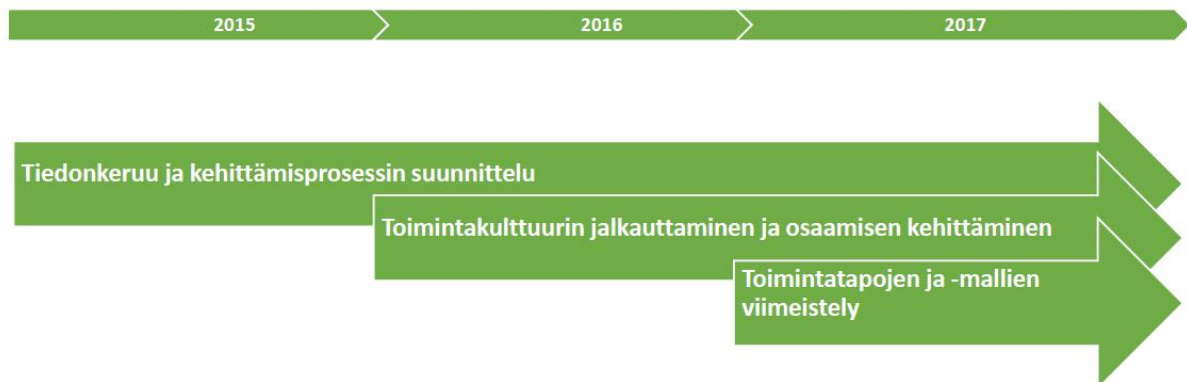 2015 2016 2017
Tiedonkeruu ja kehittämisprosessin suunnittelu
Toimintakulttuurin jalkauttaminen ja osaamisen kehittäminen
Toimintatapojen ja -mallien
viimeistely